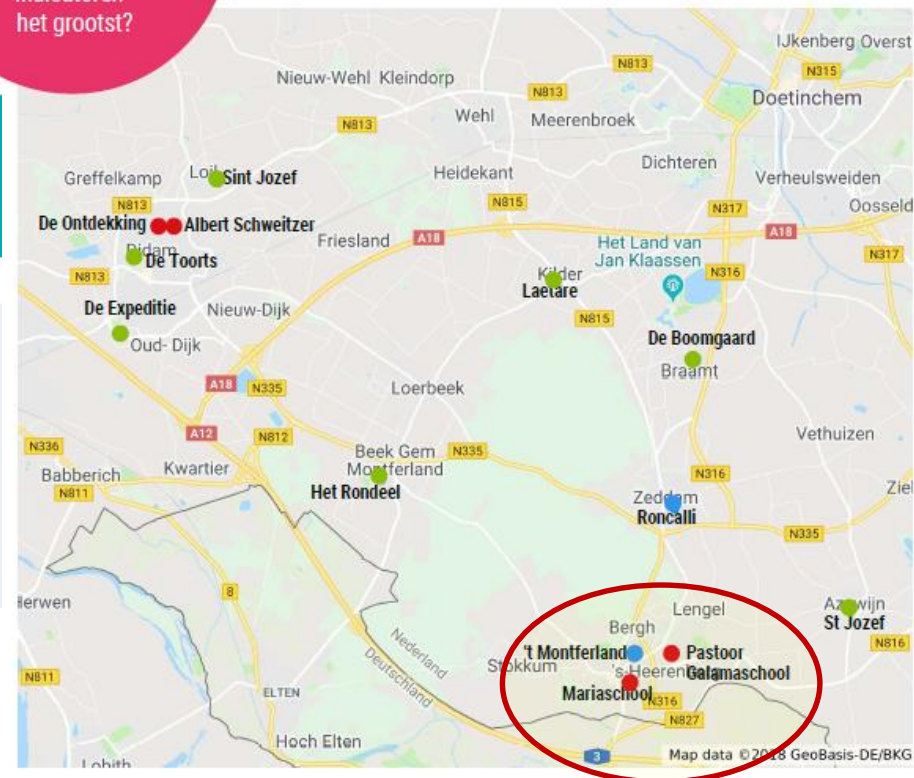 het grootst?
IJkenberg Overst
N813
N315
Nieuw-Wehl Kleindorp
N813
Doetinchem
Wehl
Meerenbroek
N813
Dichteren
Greffelkamp
Sint Jozef
Heidekant
Verheulsweiden
N813
N815
N317
Oosseld
De Ontdekking
Albert Schweitzer
Friesland
A18
A18
Het Land van
Jan Klaassen
N317
Didam
De Toorts
N316
N813
Kilder
Laetare
De Expeditie
Nieuw-Dijk
N815
De Boomgaard
Oud- Dijk
Braamt
A18
N335
Loerbeek
A12
N812
Vethuizen
N336
Beek Gem
Montferland
N335
Babberich
Kwartier
N316
N811
Het Rondeel
Zeddam
Ziel
Roncalli
N335
8
Herwen
Lengel
Azewijn
St Jozef
Bergh
Nederland
Deutschland
't Montferland
Pastoor
Galamaschool
N816
Stokkum
's-Heerenberg
N811
Mariaschool
N316
ELTEN
N827
Hoch Elten
3
Map data ©2018 GeoBasis-DE/BKG
Lobith